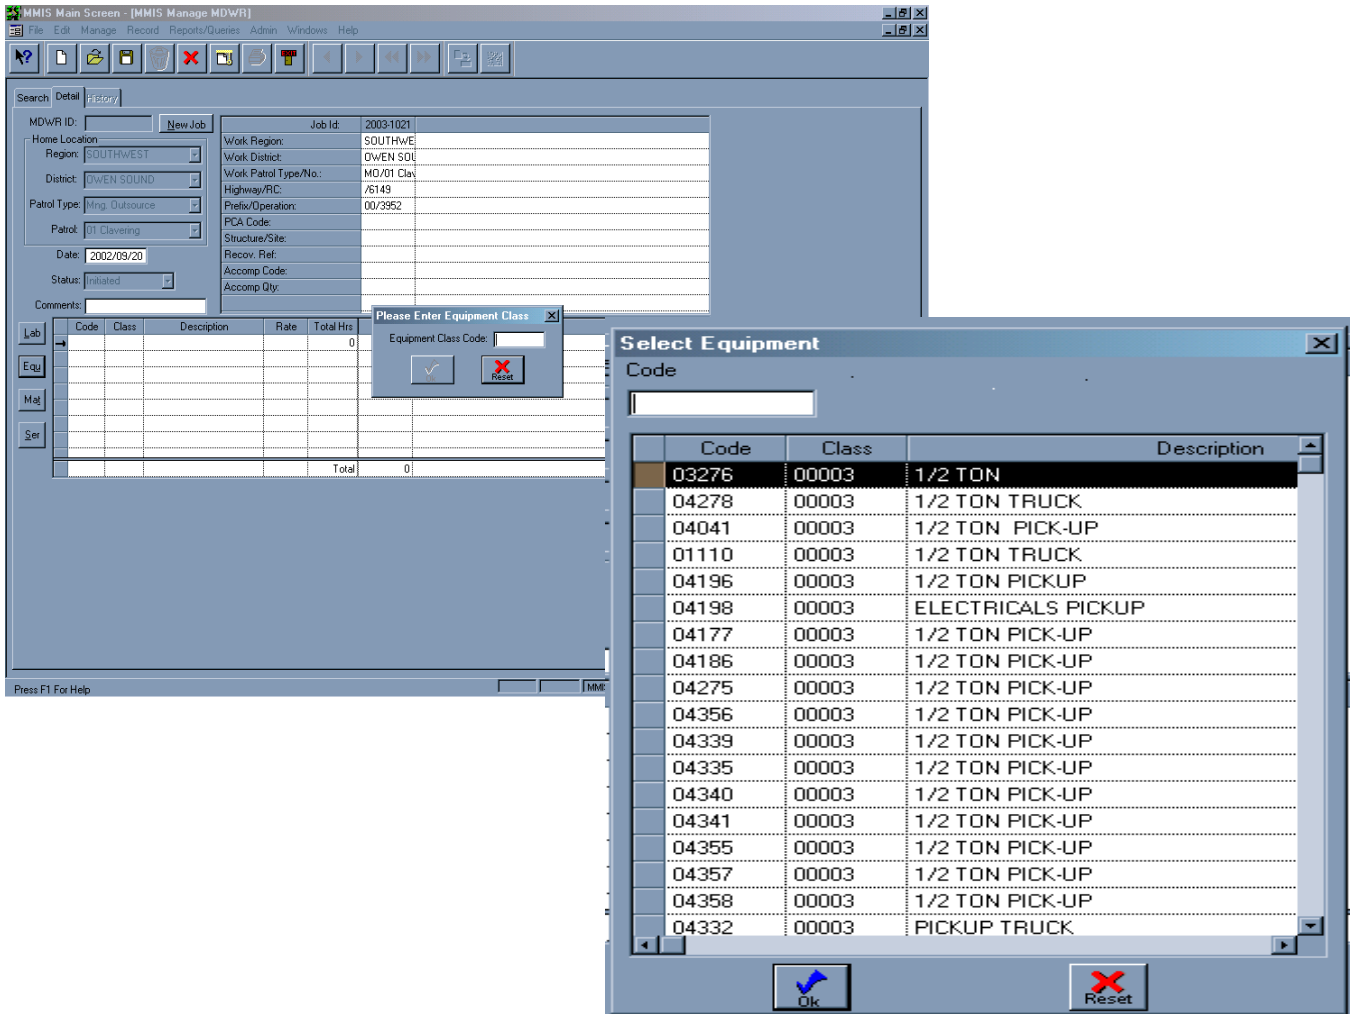 MMIS Main Screen - [MMIS Manage MDWR]
File Edit Manage Record Reports/Queries Admin Windows Help
Search Detail History
MDWR ID: New Job
Home Location
Region: SOUTHWEST
District: OWEN SOUND
Patrol Type: Mng. Outsource
Patrol: 01 Clavering
Date: 2002/09/20
Status: Initiated
Comments:
Job Id: 2003-1021
Work Region: SOUTHWE
Work District: OWEN SOU
Work Patrol Type/No.: MO/01 Clav
Highway/RC: /6149
Prefix/Operation: 00/3952
PCA Code:
Structure/Site:
Recov. Ref:
Accomp Code:
Accomp Qty:
Lab
Equ
Mat
Ser
Code Class Description Rate Total Hrs
0
Total 0
Please Enter Equipment Class
Equipment Class Code:
Ok Reset
Press F1 For Help
MMIS
Select Equipment
Code
Code Class Description
03276 00003 1/2 TON
04278 00003 1/2 TON TRUCK
04041 00003 1/2 TON PICK-UP
01110 00003 1/2 TON TRUCK
04196 00003 1/2 TON PICKUP
04198 00003 ELECTRICALS PICKUP
04177 00003 1/2 TON PICK-UP
04186 00003 1/2 TON PICK-UP
04275 00003 1/2 TON PICK-UP
04356 00003 1/2 TON PICK-UP
04339 00003 1/2 TON PICK-UP
04335 00003 1/2 TON PICK-UP
04340 00003 1/2 TON PICK-UP
04341 00003 1/2 TON PICK-UP
04355 00003 1/2 TON PICK-UP
04357 00003 1/2 TON PICK-UP
04358 00003 1/2 TON PICK-UP
04332 00003 PICKUP TRUCK
Ok Reset